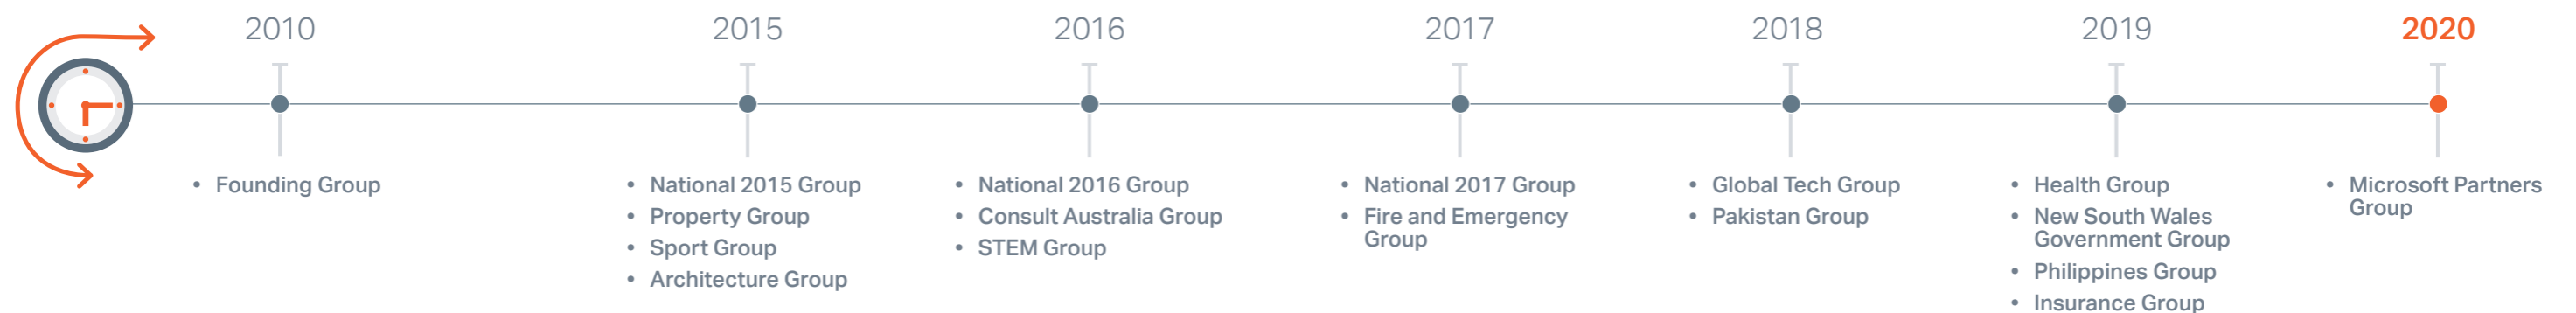 2010
2015
2016
2017
2018
2019
2020
• Founding Group
• National 2015 Group
• Property Group
• Sport Group
• Architecture Group
• National 2016 Group
• Consult Australia Group
• STEM Group
• National 2017 Group
• Fire and Emergency
Group
• Global Tech Group
• Pakistan Group
• Health Group
• New South Wales
Government Group
• Philippines Group
• Insurance Group
• Microsoft Partners
Group